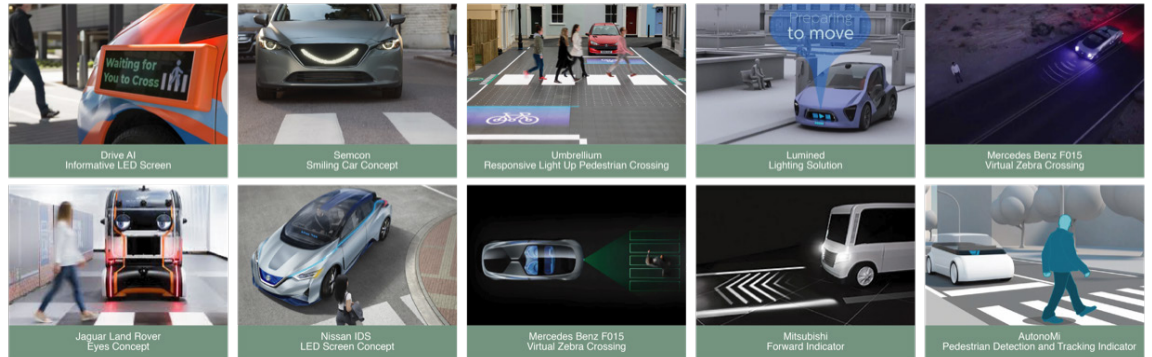 Waiting for
You to Cross
Drive AI
Informative LED Screen
Semcon
Smiling Car Concept
Umbrellium
Responsive Light Up Pedestrian Crossing
Preparing
to move
Lumined
Lighting Solution
Mercedes Benz F015
Virtual Zebra Crossing
Jaguar Land Rover
Eyes Concept
Nissan IDS
LED Screen Concept
Mercedes Benz F015
Virtual Zebra Crossing
Mitsubishi
Forward Indicator
AutonoMi
Pedestrian Detection and Tracking Indicator